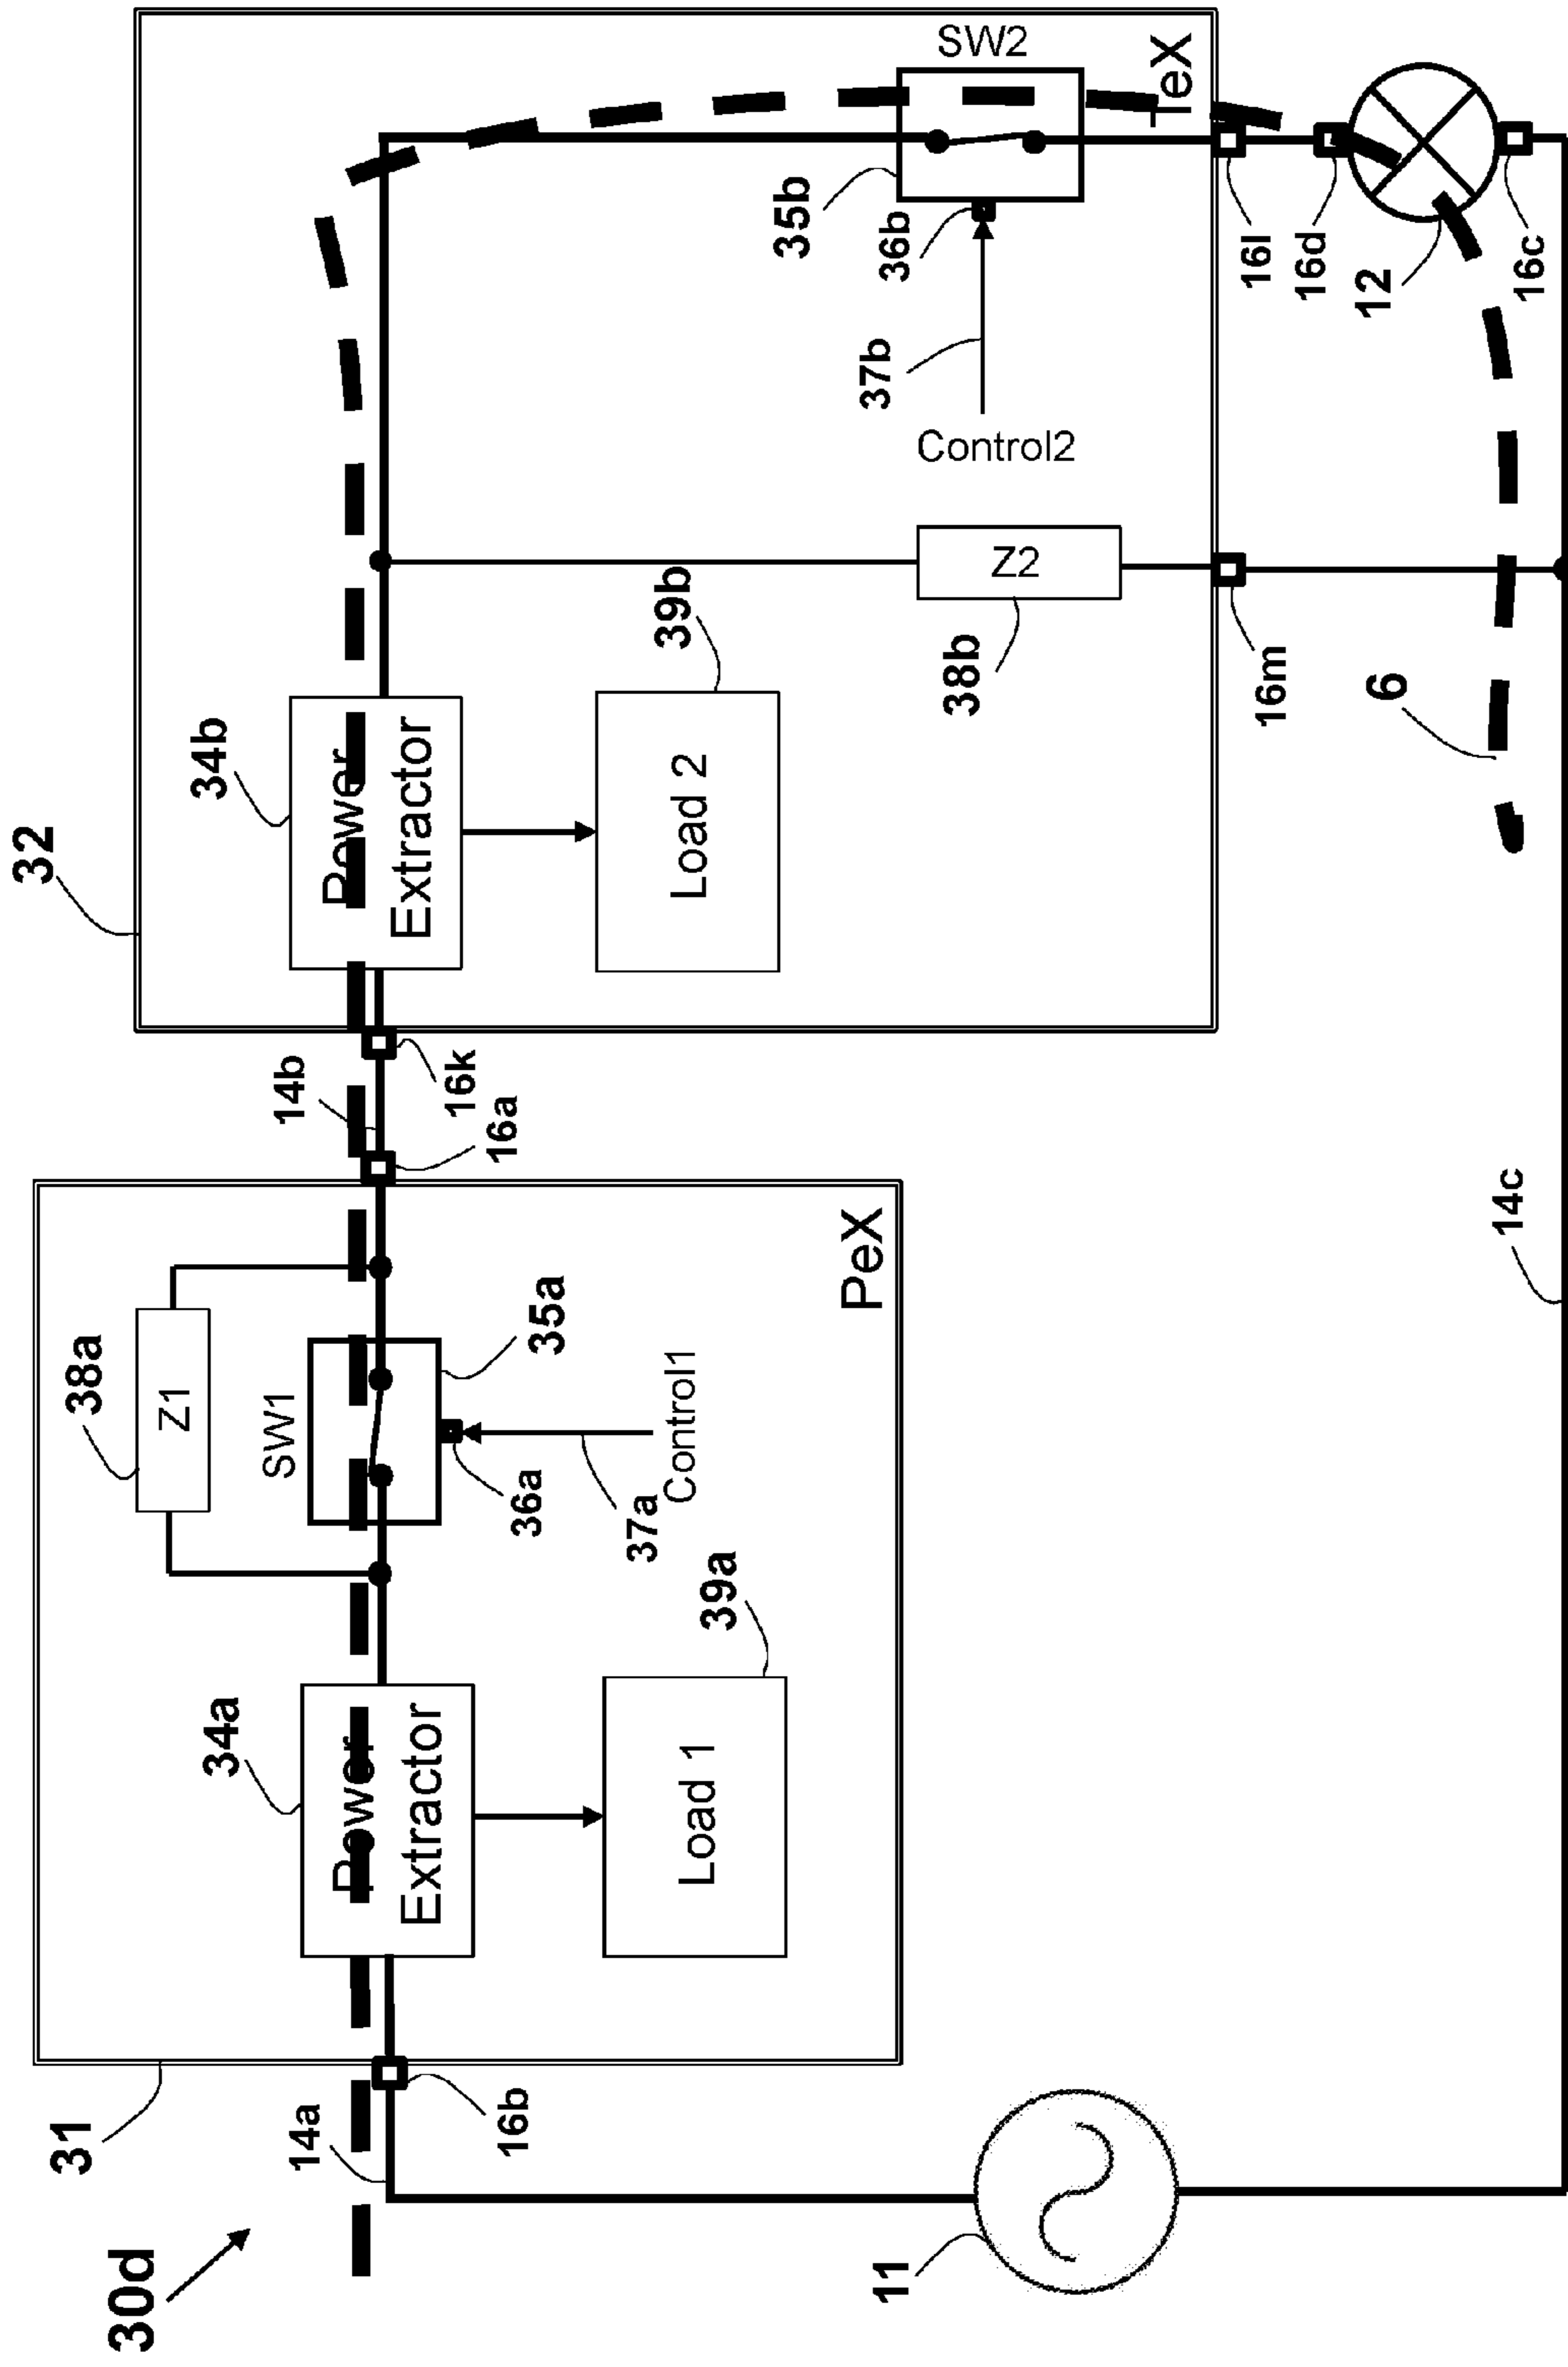 30d
31
32
14a
16b
34a
Power
Extractor
Load 1
39a
38a
Z1
SW1
35a
36a
37a
Control1
PeX
14b
16a
16k
34b
Power
Extractor
Load 2
39b
Z2
38b
16m
35b
SW2
36b
37b
Control2
TeX
16l
16d
12
16c
6
14c
11